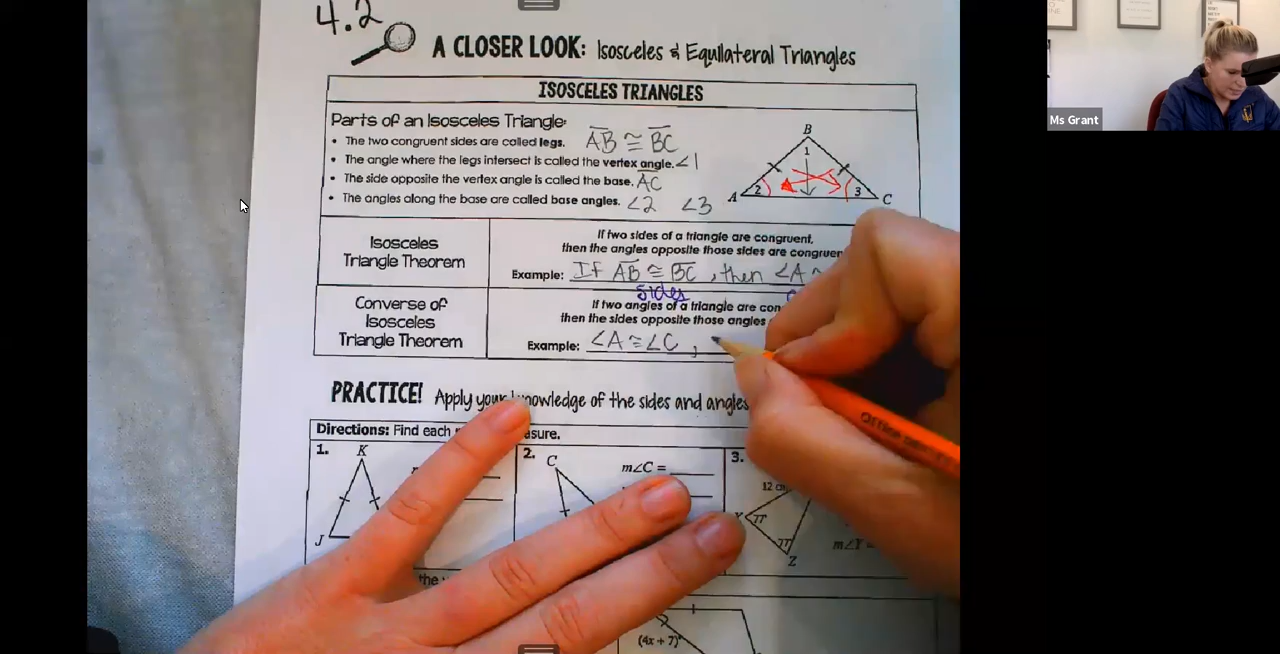 4.2
A CLOSER LOOK: Isosceles & Equilateral Triangles
ISOSCELES TRIANGLES
Parts of an Isosceles Triangle:
• The two congruent sides are called legs. AB ≅ BC
• The angle where the legs intersect is called the vertex angle. ∠1
• The side opposite the vertex angle is called the base. AC
• The angles along the base are called base angles. ∠2 ∠3
B
1
A 2 3 C
Isosceles
Triangle Theorem
If two sides of a triangle are congruent,
then the angles opposite those sides are
Example: If AB ≅ BC, then ∠A
sides
Converse of
Isosceles
Triangle Theorem
If two angles of a triangle are
then the sides opposite those angles
Example: ∠A ≅ ∠C,
PRACTICE! Apply your knowledge of the sides and angles
Directions: Find each
1. K
J
2. C
m∠C =
3.
12
77
77
Z
m∠Y =
the
(4x + 7)°
Ms Grant